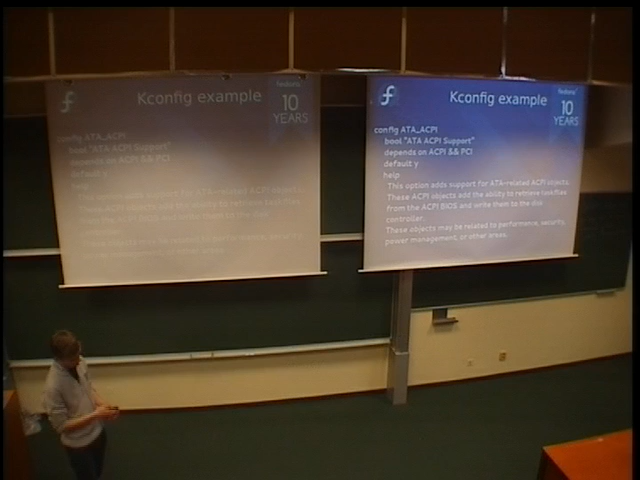 Kconfig example
fedora
10
YEARS
config ATA_ACPI
bool "ATA ACPI Support"
depends on ACPI && PCI
default y
help
Kconfig example
fedora
10
YEARS
config ATA_ACPI
bool "ATA ACPI Support"
depends on ACPI && PCI
default y
help
This option adds support for ATA-related ACPI objects.
These ACPI objects add the ability to retrieve taskfiles
from the ACPI BIOS and write them to the disk
controller.
These objects may be related to performance, security,
power management, or other areas.